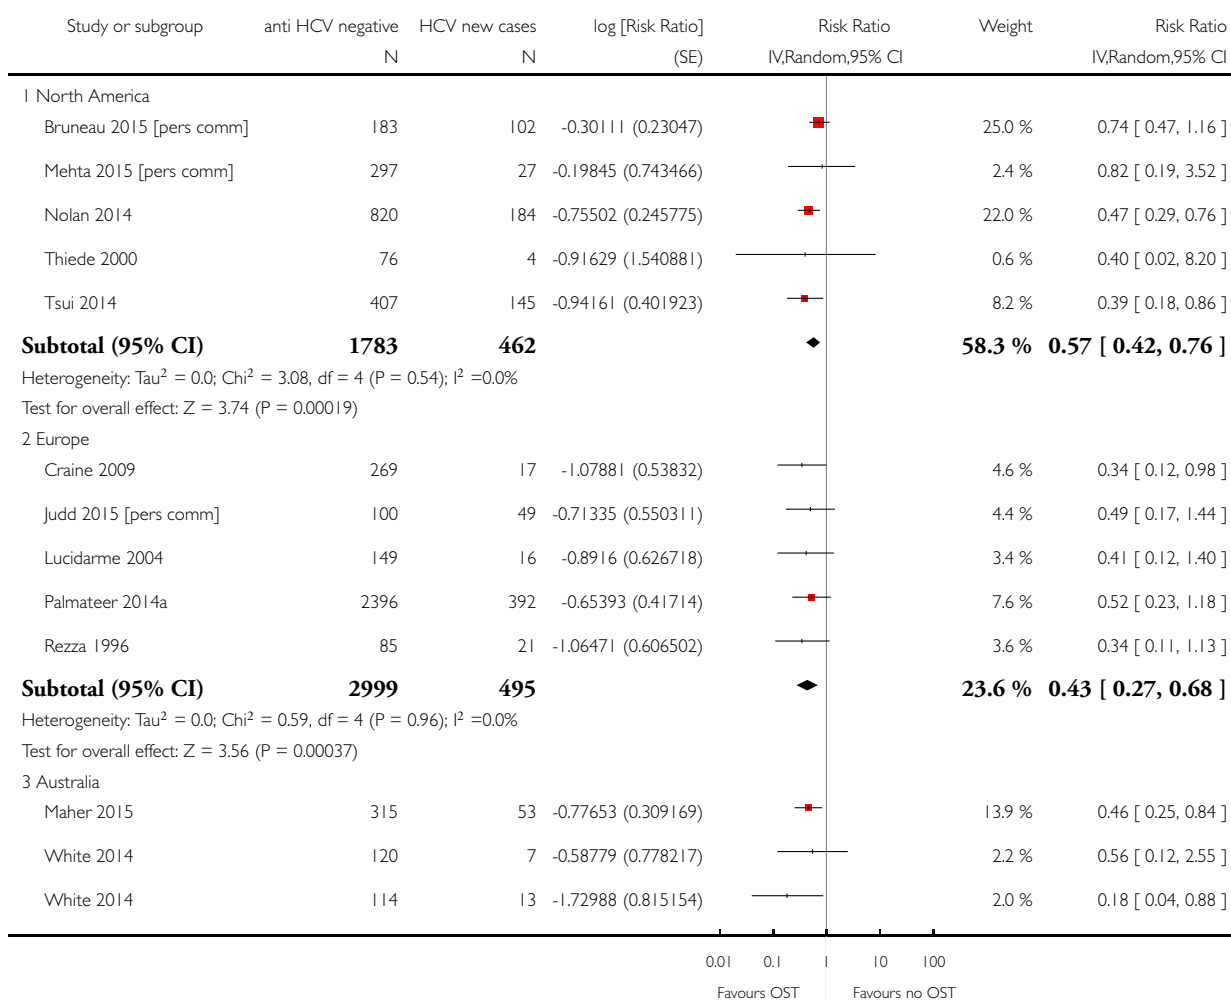 Study or subgroup anti HCV negative HCV new cases log [Risk Ratio] Risk Ratio Weight Risk Ratio
N N (SE) IV,Random,95% CI IV,Random,95% CI
1 North America
Bruneau 2015 [pers comm] 183 102 -0.30111 (0.23047) 25.0 % 0.74 [ 0.47, 1.16 ]
Mehta 2015 [pers comm] 297 27 -0.19845 (0.743466) 2.4 % 0.82 [ 0.19, 3.52 ]
Nolan 2014 820 184 -0.75502 (0.245775) 22.0 % 0.47 [ 0.29, 0.76 ]
Thiede 2000 76 4 -0.91629 (1.540881) 0.6 % 0.40 [ 0.02, 8.20 ]
Tsui 2014 407 145 -0.94161 (0.401923) 8.2 % 0.39 [ 0.18, 0.86 ]
Subtotal (95% CI) 1783 462 58.3 % 0.57 [ 0.42, 0.76 ]
Heterogeneity: Tau² = 0.0; Chi² = 3.08, df = 4 (P = 0.54); I² =0.0%
Test for overall effect: Z = 3.74 (P = 0.00019)
2 Europe
Craine 2009 269 17 -1.07881 (0.53832) 4.6 % 0.34 [ 0.12, 0.98 ]
Judd 2015 [pers comm] 100 49 -0.71335 (0.550311) 4.4 % 0.49 [ 0.17, 1.44 ]
Lucidarme 2004 149 16 -0.8916 (0.626718) 3.4 % 0.41 [ 0.12, 1.40 ]
Palmateer 2014a 2396 392 -0.65393 (0.41714) 7.6 % 0.52 [ 0.23, 1.18 ]
Rezza 1996 85 21 -1.06471 (0.606502) 3.6 % 0.34 [ 0.11, 1.13 ]
Subtotal (95% CI) 2999 495 23.6 % 0.43 [ 0.27, 0.68 ]
Heterogeneity: Tau² = 0.0; Chi² = 0.59, df = 4 (P = 0.96); I² =0.0%
Test for overall effect: Z = 3.56 (P = 0.00037)
3 Australia
Maher 2015 315 53 -0.77653 (0.309169) 13.9 % 0.46 [ 0.25, 0.84 ]
White 2014 120 7 -0.58779 (0.778217) 2.2 % 0.56 [ 0.12, 2.55 ]
White 2014 114 13 -1.72988 (0.815154) 2.0 % 0.18 [ 0.04, 0.88 ]
0.01 0.1 1 10 100
Favours OST Favours no OST